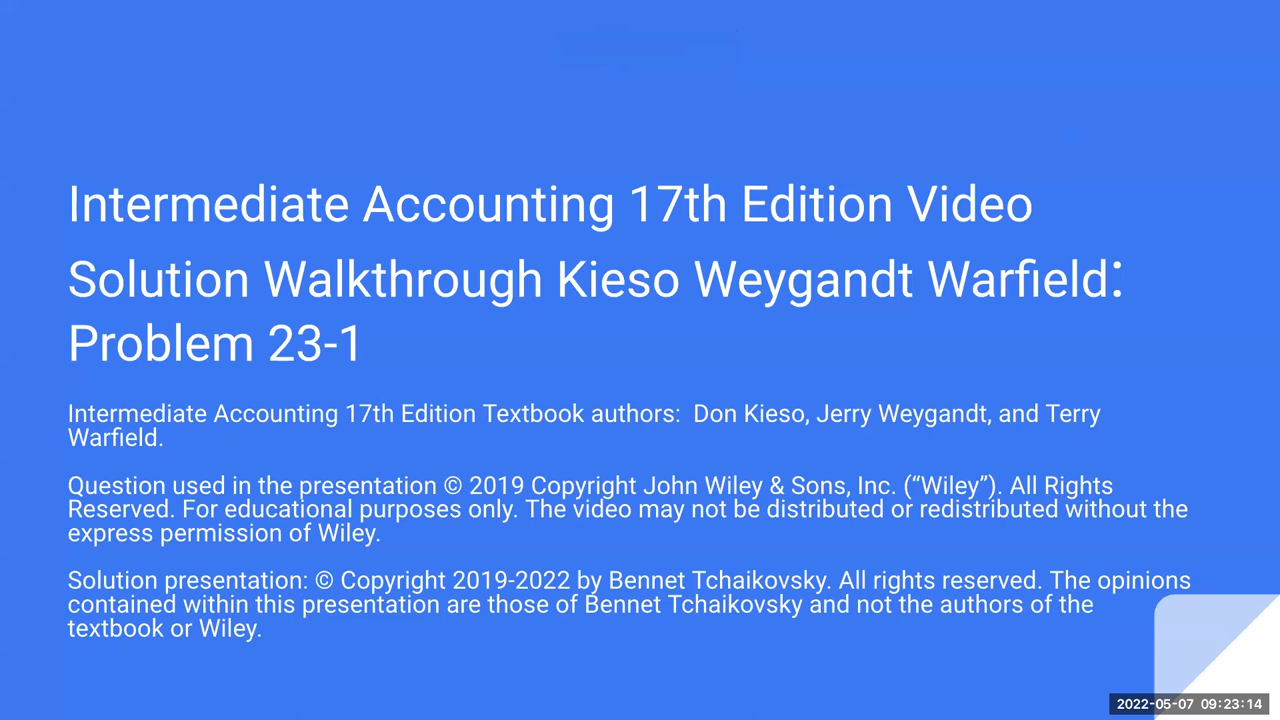 Intermediate Accounting 17th Edition Video
Solution Walkthrough Kieso Weygandt Warfield:
Problem 23-1
Intermediate Accounting 17th Edition Textbook authors:  Don Kieso, Jerry Weygandt, and Terry
Warfield.
Question used in the presentation © 2019 Copyright John Wiley & Sons, Inc. (“Wiley”). All Rights
Reserved. For educational purposes only. The video may not be distributed or redistributed without the
express permission of Wiley.
Solution presentation: © Copyright 2019-2022 by Bennet Tchaikovsky. All rights reserved. The opinions
contained within this presentation are those of Bennet Tchaikovsky and not the authors of the
textbook or Wiley.
2022-05-07 09:23:14